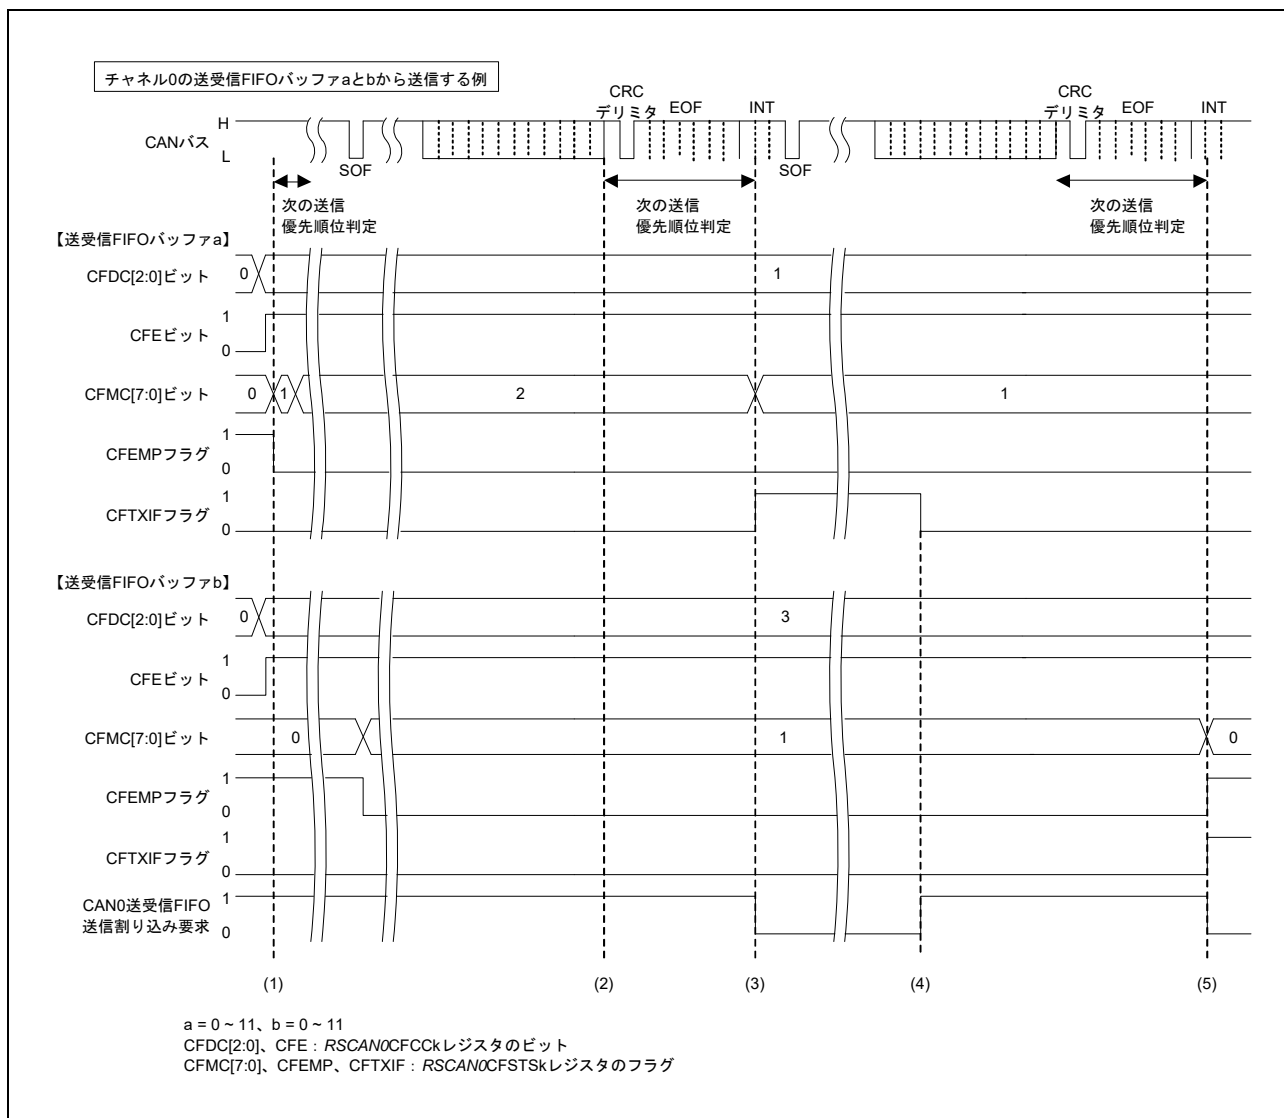 チャネル0の送受信FIFOバッファaとbから送信する例
CRC
デリミタ EOF INT
CRC
デリミタ EOF INT
CANバス
H
L
SOF
SOF
次の送信
優先順位判定
次の送信
優先順位判定
次の送信
優先順位判定
【送受信FIFOバッファa】
CFDC[2:0]ビット 0 1
CFEビット 1 0
CFMC[7:0]ビット 0 1 2 1
CFEMPフラグ 1 0
CFTXIFフラグ 1 0
【送受信FIFOバッファb】
CFDC[2:0]ビット 0 3
CFEビット 1 0
CFMC[7:0]ビット 0 1 0
CFEMPフラグ 1 0
CFTXIFフラグ 1 0
CAN0送受信FIFO 1
送信割り込み要求 0
(1) (2) (3) (4) (5)
a = 0 ~ 11、b = 0 ~ 11
CFDC[2:0]、CFE : RSCAN0CFCCkレジスタのビット
CFMC[7:0]、CFEMP、CFTXIF : RSCAN0CFSTSkレジスタのフラグ